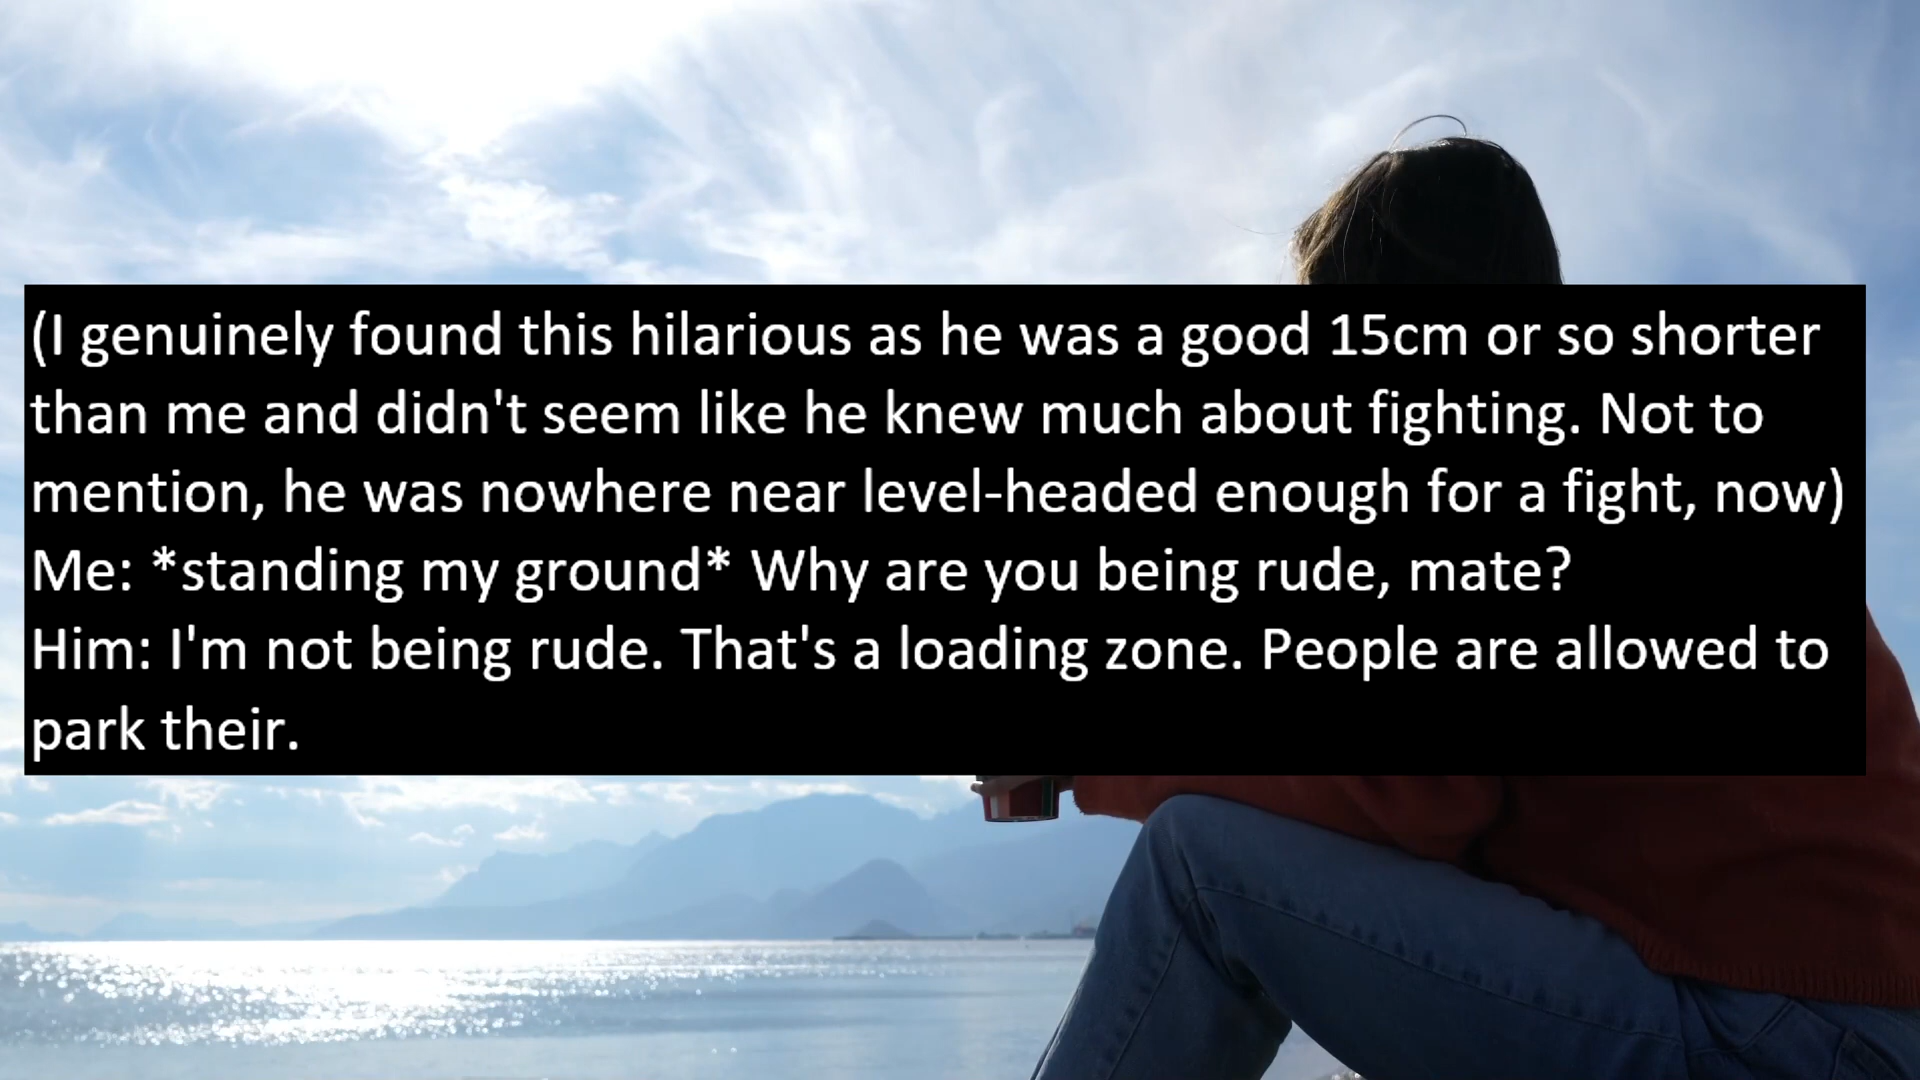 (I genuinely found this hilarious as he was a good 15cm or so shorter
than me and didn't seem like he knew much about fighting. Not to
mention, he was nowhere near level-headed enough for a fight, now)
Me: *standing my ground* Why are you being rude, mate?
Him: I'm not being rude. That's a loading zone. People are allowed to
park their.